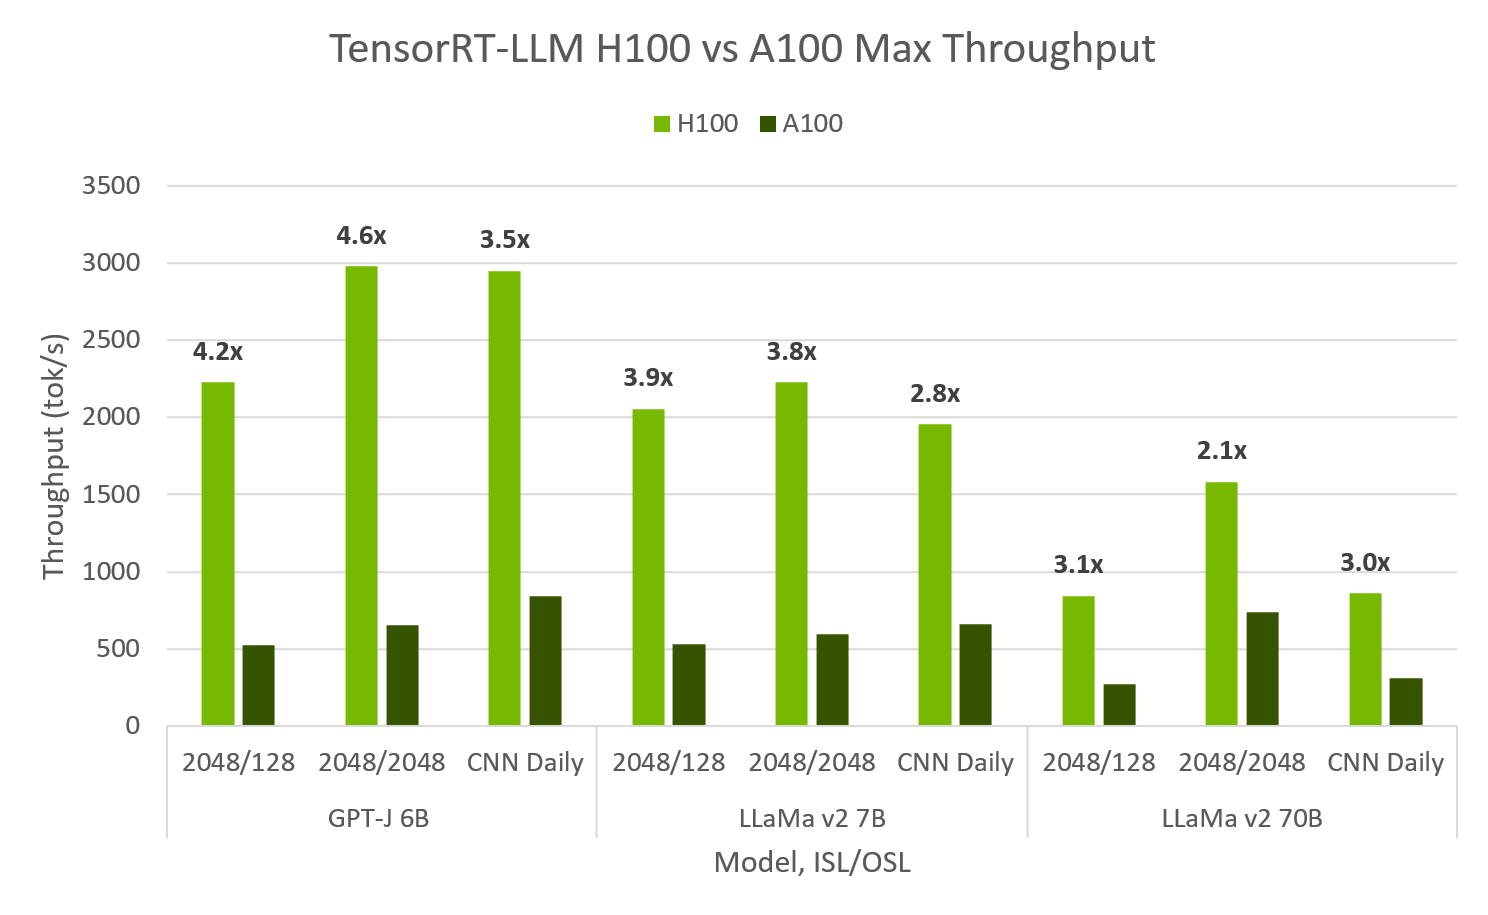 TensorRT-LLM H100 vs A100 Max Throughput
H100 A100
Throughput (tok/s)
3500
3000
2500
2000
1500
1000
500
0
4.2x 4.6x 3.5x 3.9x 3.8x 2.8x 3.1x 2.1x 3.0x
2048/128 2048/2048 CNN Daily 2048/128 2048/2048 CNN Daily 2048/128 2048/2048 CNN Daily
GPT-J 6B LLaMa v2 7B LLaMa v2 70B
Model, ISL/OSL